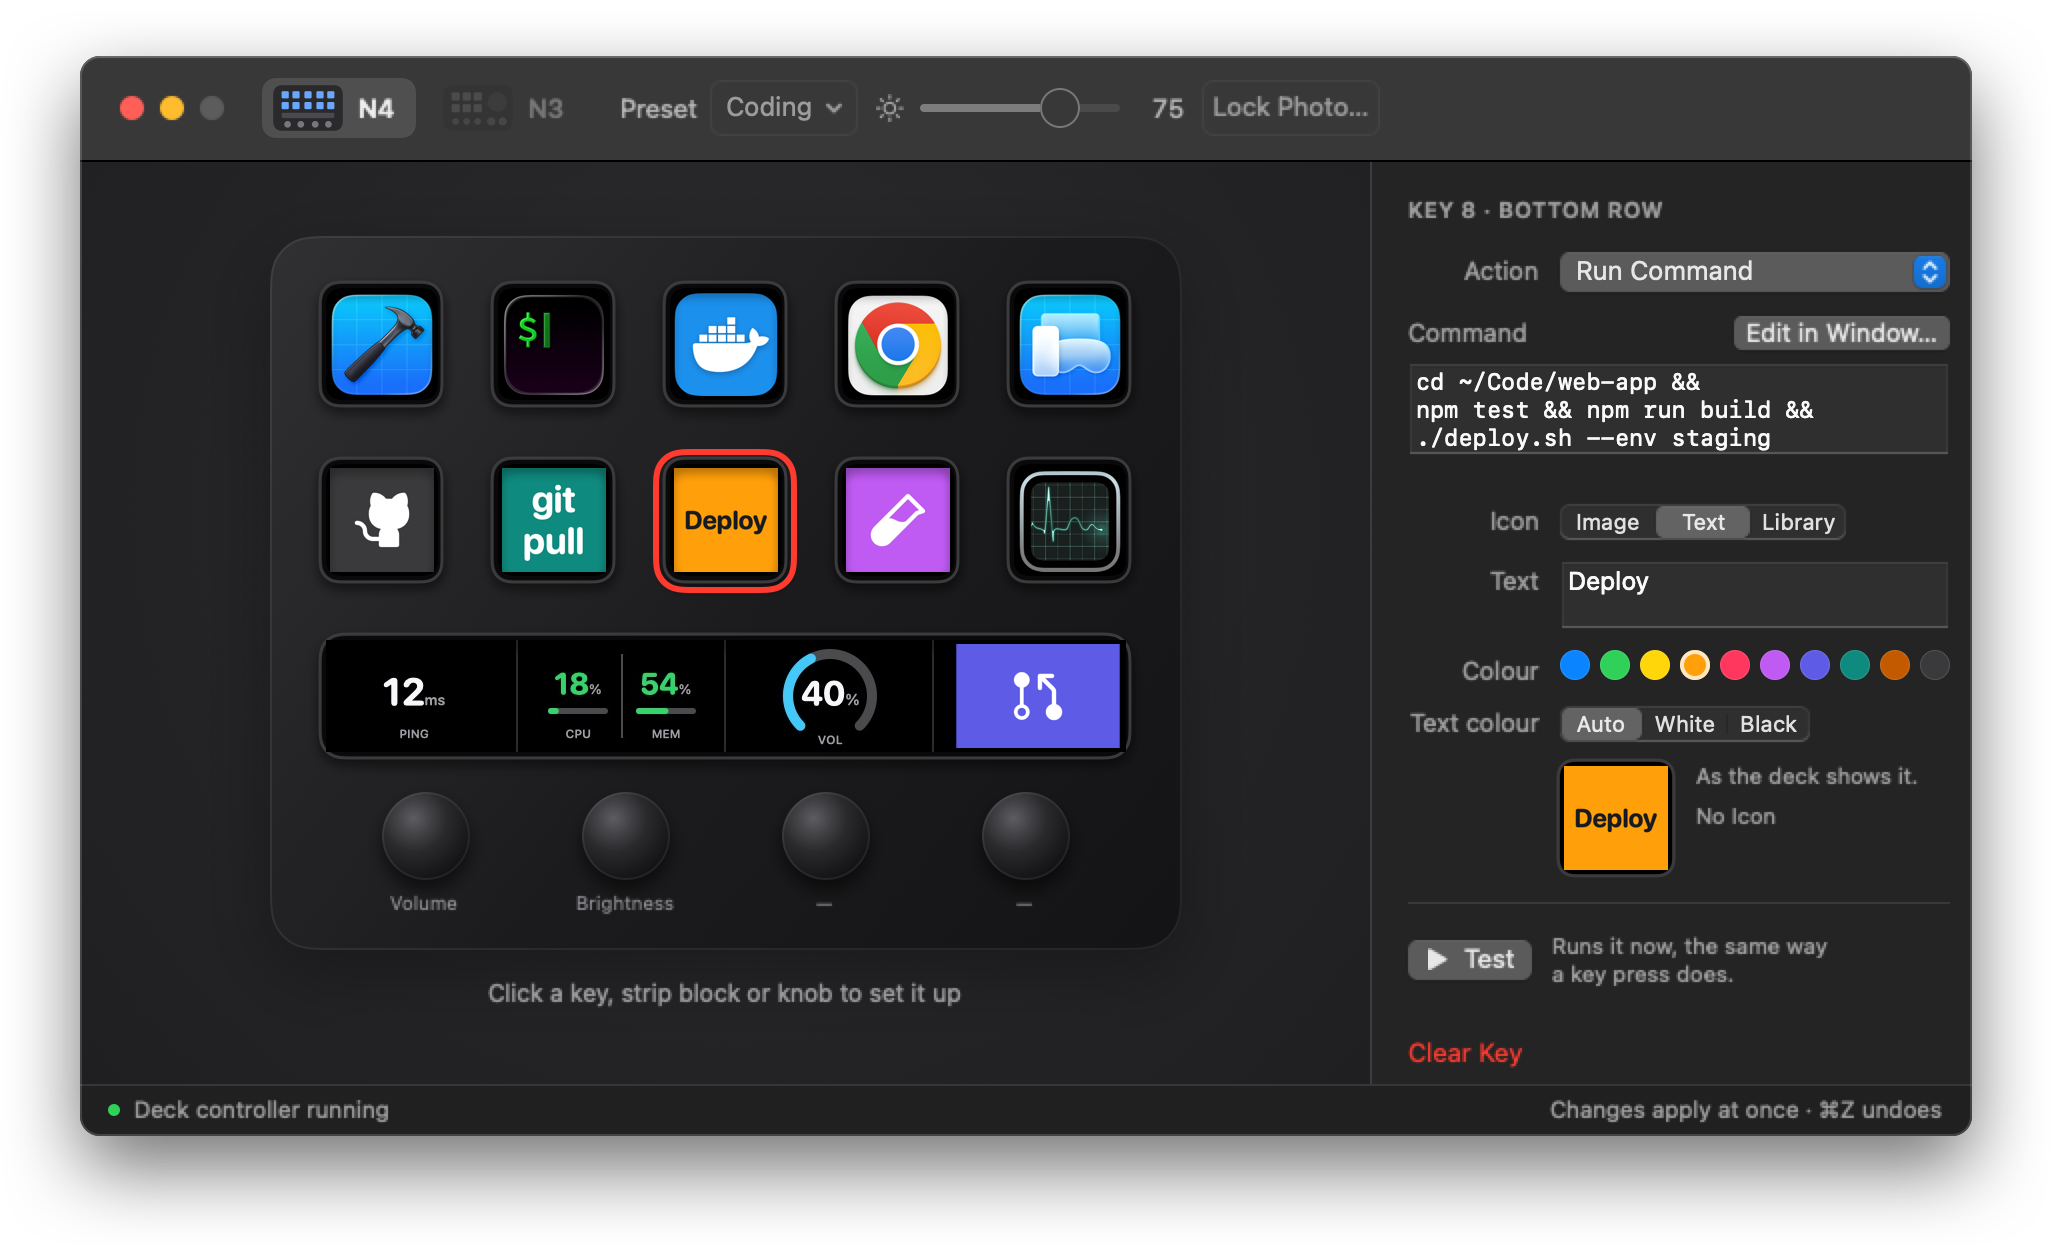 N4
N3
Preset
Coding
75
Lock Photo...
$
git
pull
Deploy
12ms
PING
18%
CPU
54%
MEM
40%
VOL
Volume
Brightness
—
—
Click a key, strip block or knob to set it up
KEY 8 · BOTTOM ROW
Action
Run Command
Command
Edit in Window...
cd ~/Code/web-app &&
npm test && npm run build &&
./deploy.sh --env staging
Icon
Image
Text
Library
Text
Deploy
Colour
Text colour
Auto
White
Black
Deploy
As the deck shows it.
No Icon
Test
Runs it now, the same way
a key press does.
Clear Key
Deck controller running
Changes apply at once · ⌘Z undoes